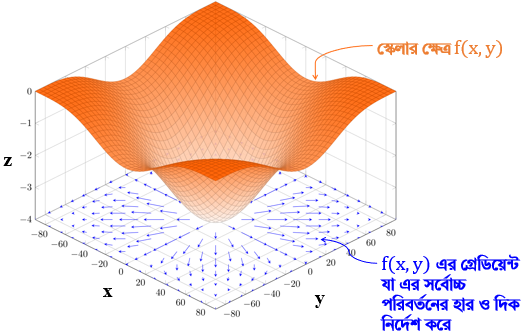 স্কেলার ক্ষেত্র f(x, y)
0
−1
−2
−3
−4
z
−80
−60
−40
−20
0
20
40
60
80
x
−80
−60
−40
−20
0
20
40
60
80
y
f(x, y) এর গ্রেডিয়েন্ট
যা এর সর্বোচ্চ
পরিবর্তনের হার ও দিক
নির্দেশ করে